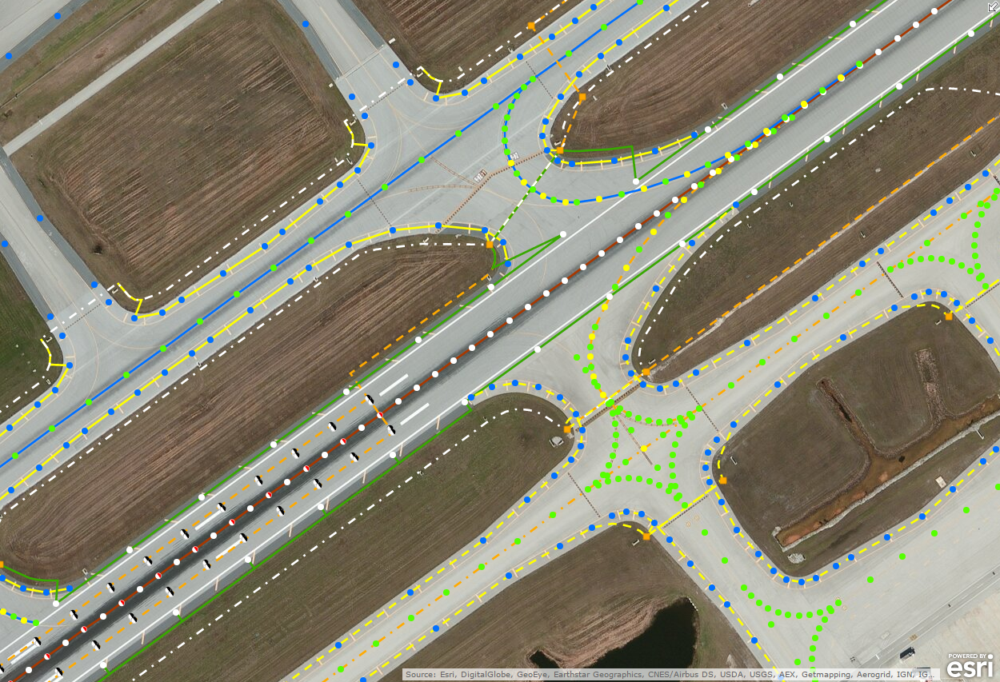 POWERED BY
esri
Source: Esri, DigitalGlobe, GeoEye, Earthstar Geographics, CNES/Airbus DS, USDA, USGS, AEX, Getmapping, Aerogrid, IGN, IG...